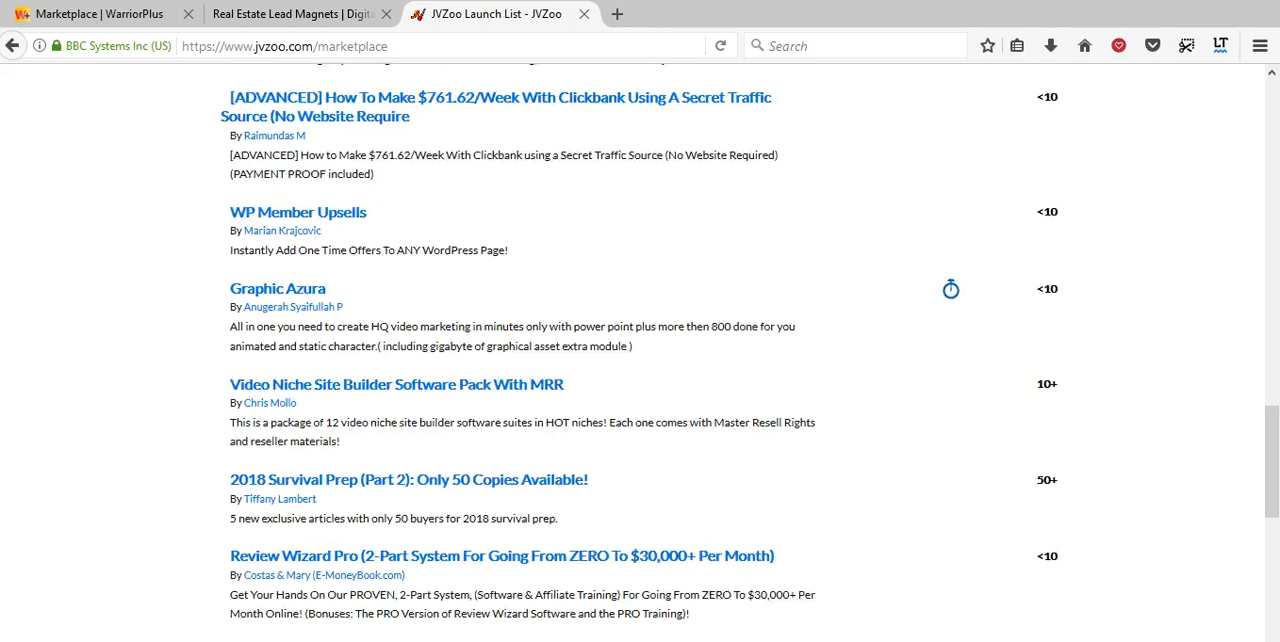 Marketplace | WarriorPlus
Real Estate Lead Magnets | Digita
JVZoo Launch List - JVZoo
BBC Systems Inc (US)
https://www.jvzoo.com/marketplace
Search
[ADVANCED] How To Make $761.62/Week With Clickbank Using A Secret Traffic
Source (No Website Require
<10
By Raimundas M
[ADVANCED] How to Make $761.62/Week With Clickbank using a Secret Traffic Source (No Website Required)
(PAYMENT PROOF included)
WP Member Upsells
<10
By Marian Krajcovic
Instantly Add One Time Offers To ANY WordPress Page!
Graphic Azura
<10
By Anugerah Syaifullah P
All in one you need to create HQ video marketing in minutes only with power point plus more then 800 done for you
animated and static character.( including gigabyte of graphical asset extra module )
Video Niche Site Builder Software Pack With MRR
10+
By Chris Mollo
This is a package of 12 video niche site builder software suites in HOT niches! Each one comes with Master Resell Rights
and reseller materials!
2018 Survival Prep (Part 2): Only 50 Copies Available!
50+
By Tiffany Lambert
5 new exclusive articles with only 50 buyers for 2018 survival prep.
Review Wizard Pro (2-Part System For Going From ZERO To $30,000+ Per Month)
<10
By Costas & Mary (E-MoneyBook.com)
Get Your Hands On Our PROVEN, 2-Part System, (Software & Affiliate Training) For Going From ZERO To $30,000+ Per
Month Online! (Bonuses: The PRO Version of Review Wizard Software and the PRO Training)!